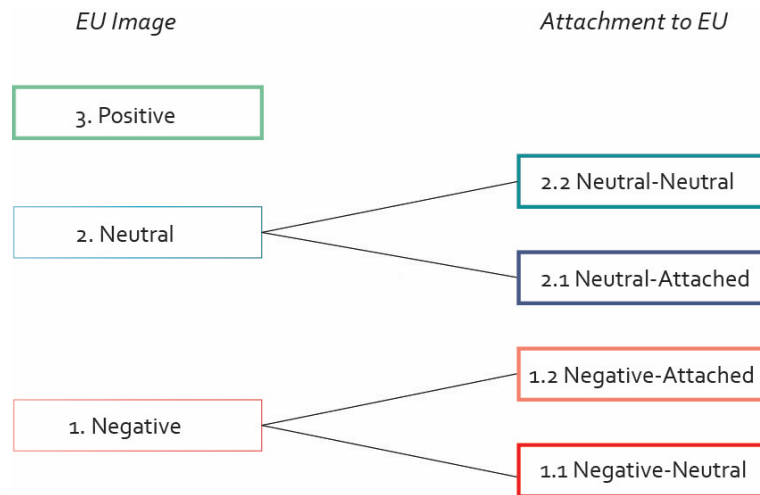 EU Image
Attachment to EU
3. Positive
2.2 Neutral-Neutral
2. Neutral
2.1 Neutral-Attached
1.2 Negative-Attached
1. Negative
1.1 Negative-Neutral